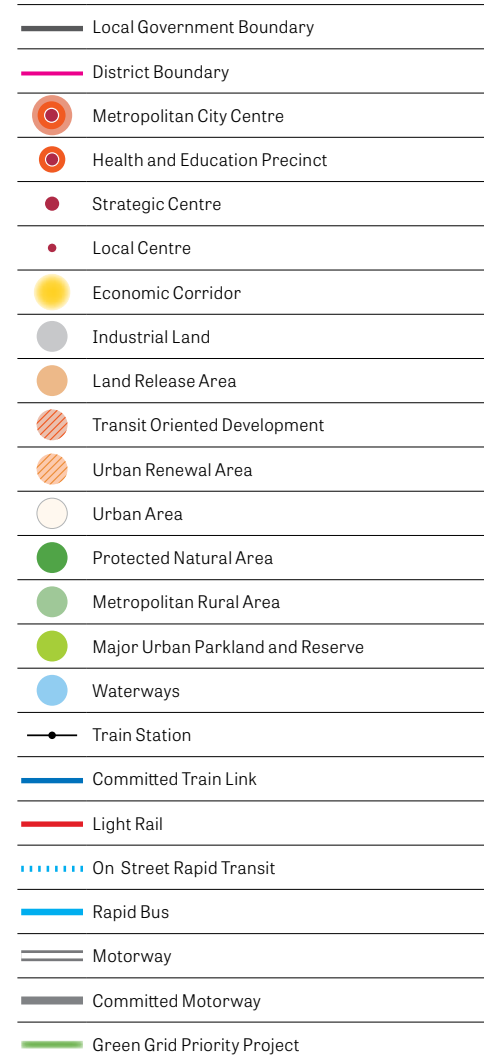 Local Government Boundary
District Boundary
Metropolitan City Centre
Health and Education Precinct
Strategic Centre
Local Centre
Economic Corridor
Industrial Land
Land Release Area
Transit Oriented Development
Urban Renewal Area
Urban Area
Protected Natural Area
Metropolitan Rural Area
Major Urban Parkland and Reserve
Waterways
Train Station
Committed Train Link
Light Rail
On Street Rapid Transit
Rapid Bus
Motorway
Committed Motorway
Green Grid Priority Project